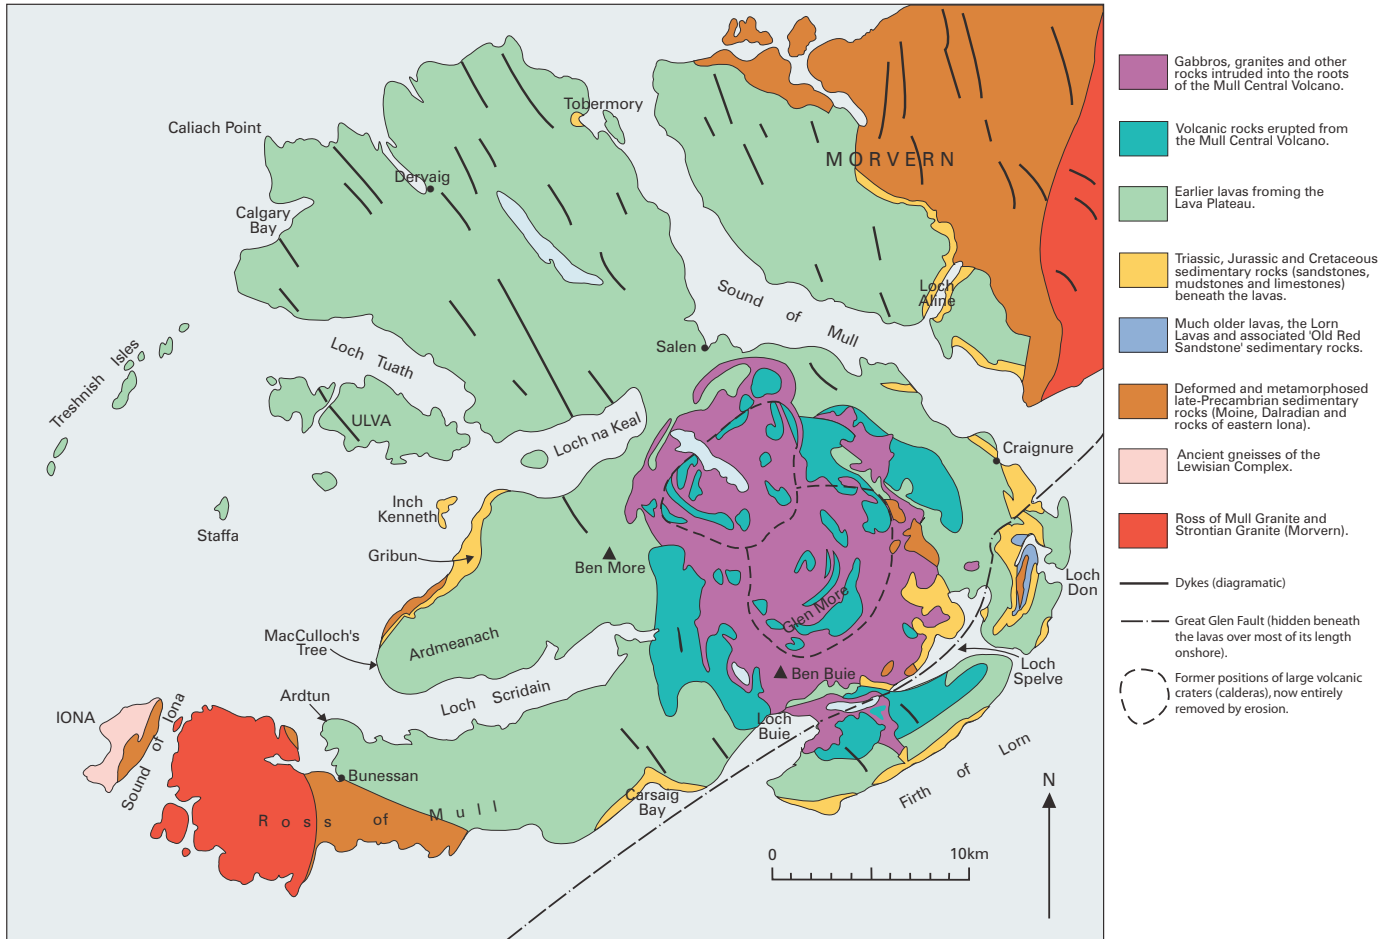 Tobermory
Caliach Point
MORVERN
Dervaig
Calgary
Bay
Loch
Aline
Sound of Mull
Treshnish Isles
Loch Tuath
Salen
ULVA
Loch na Keal
Craignure
Inch
Kenneth
Staffa
Gribun
Ben More
Loch
Don
Glen More
MacCulloch's
Tree
Ardmeanach
Ben Buie
Loch
Spelve
Ardtun
Loch Scridain
IONA
Sound of Iona
Loch
Buie
Firth of Lorn
Bunessan
Carsaig
Bay
Ross of Mull
N
0 10km
Gabbros, granites and other
rocks intruded into the roots
of the Mull Central Volcano.
Volcanic rocks erupted from
the Mull Central Volcano.
Earlier lavas froming the
Lava Plateau.
Triassic, Jurassic and Cretaceous
sedimentary rocks (sandstones,
mudstones and limestones)
beneath the lavas.
Much older lavas, the Lorn
Lavas and associated 'Old Red
Sandstone' sedimentary rocks.
Deformed and metamorphosed
late-Precambrian sedimentary
rocks (Moine, Dalradian and
rocks of eastern Iona).
Ancient gneisses of the
Lewisian Complex.
Ross of Mull Granite and
Strontian Granite (Morvern).
Dykes (diagramatic)
Great Glen Fault (hidden beneath
the lavas over most of its length
onshore).
Former positions of large volcanic
craters (calderas), now entirely
removed by erosion.